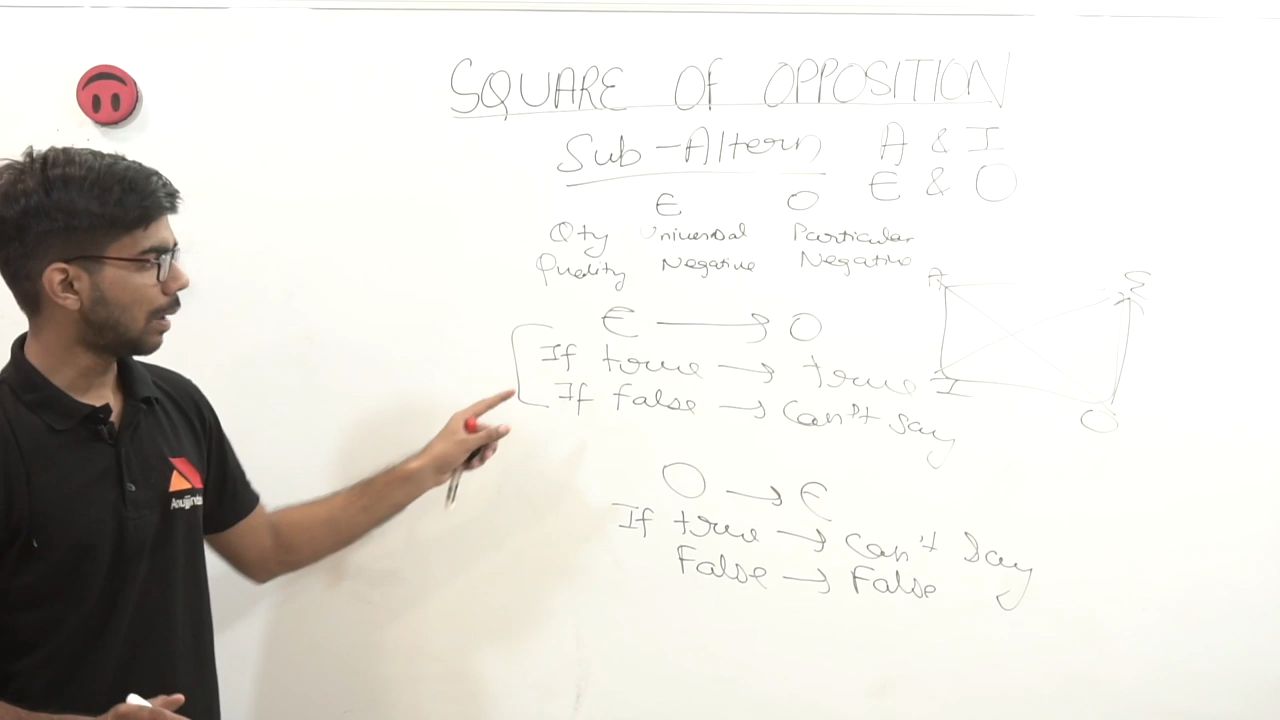 SQUARE OF OPPOSITION
Sub-Altern A & I
E & O
E O
Qty Universal Particular
Quality Negative Negative
E → O
If true → true
If false → Can't say
A E
I O
O → E
If true → Can't Say
False → False